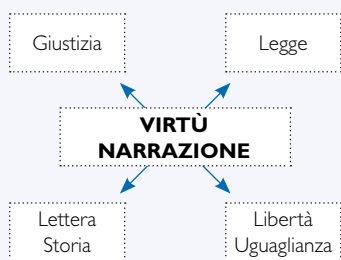 Giustizia
Legge
VIRTÙ
NARRAZIONE
Lettera
Storia
Libertà
Uguaglianza